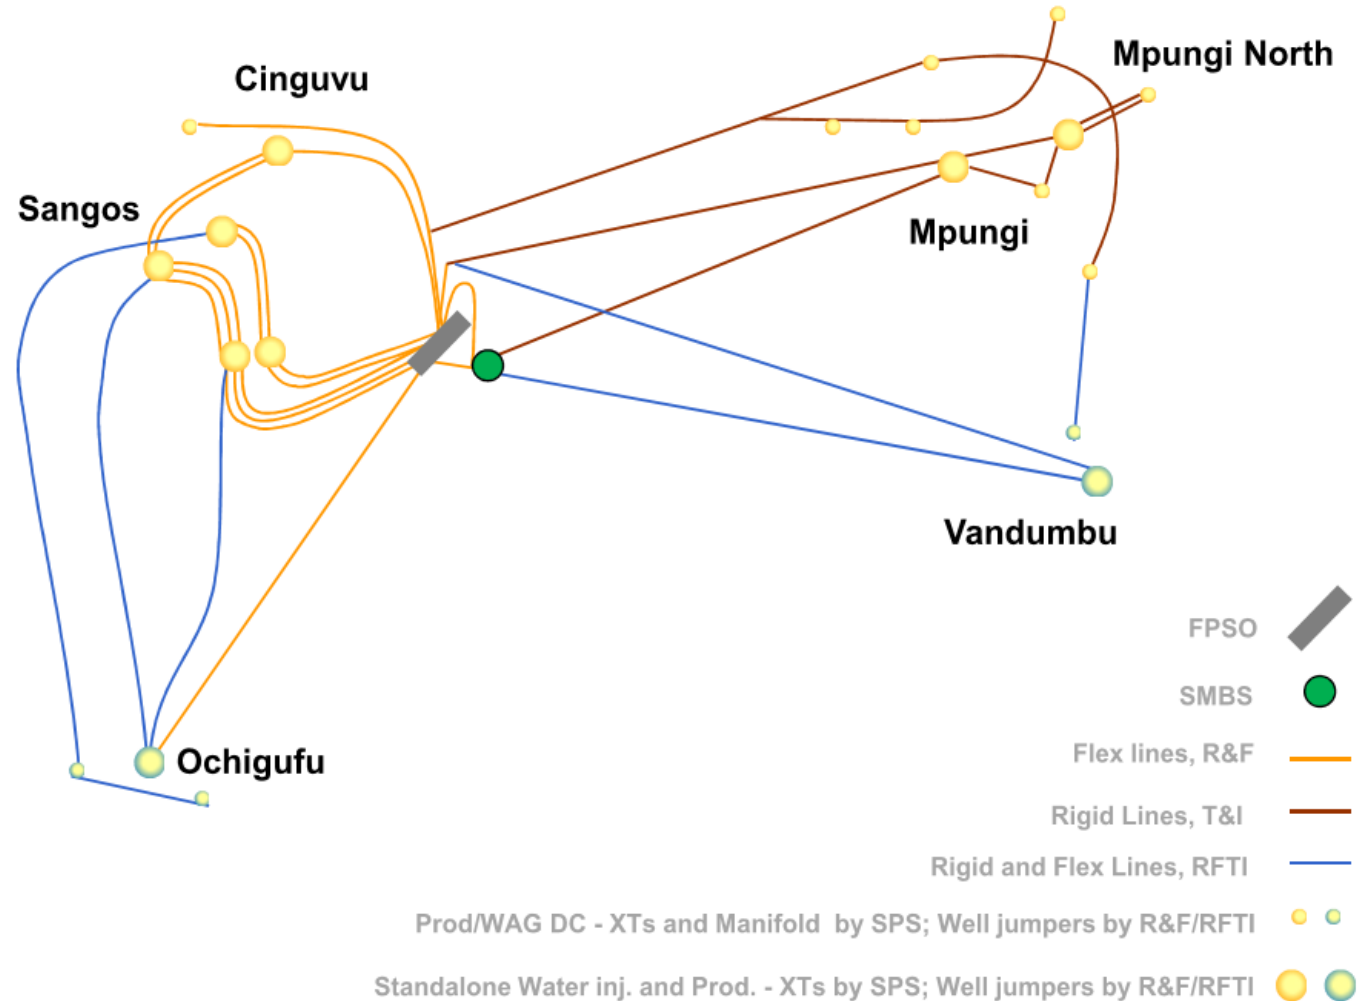 Mpungi North
Cinguvu
Sangos
Mpungi
Vandumbu
FPSO
SMBS
Ochigufu
Flex lines, R&F
Rigid Lines, T&I
Rigid and Flex Lines, RFTI
Prod/WAG DC - XTs and Manifold by SPS; Well jumpers by R&F/RFTI
Standalone Water inj. and Prod. - XTs by SPS; Well jumpers by R&F/RFTI